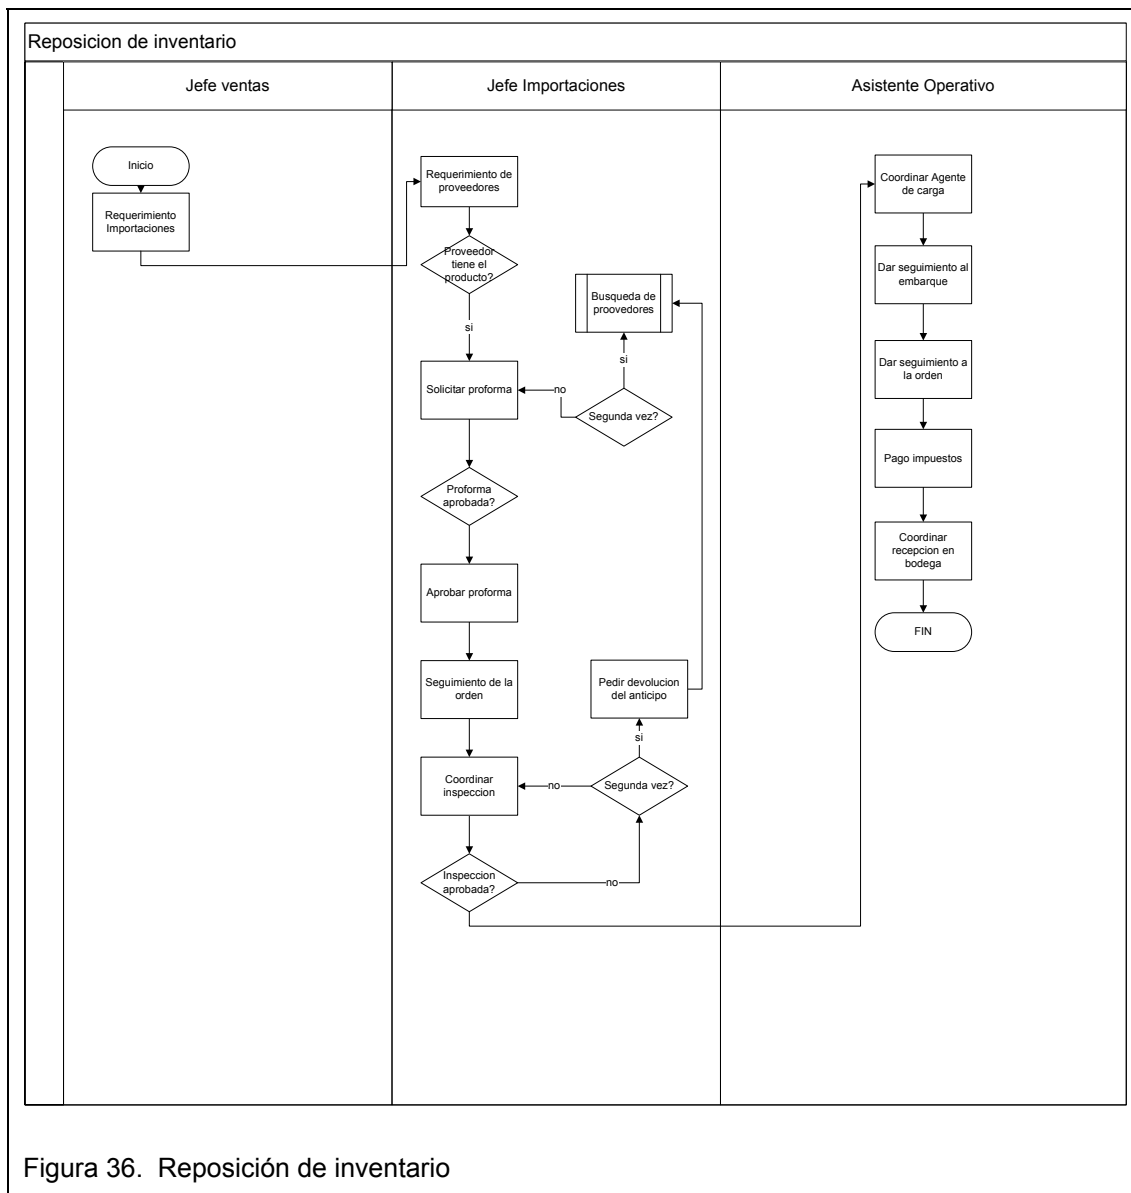 Reposicion de inventario
Jefe ventas
Jefe Importaciones
Asistente Operativo
Inicio
Requerimiento
Importaciones
Requerimiento de
proveedores
Proveedor
tiene el
producto?
si
Busqueda de
proovedores
si
Solicitar proforma
no
Segunda vez?
Proforma
aprobada?
Aprobar proforma
Seguimiento de la
orden
Pedir devolucion
del anticipo
si
Coordinar
inspeccion
no
Segunda vez?
Inspeccion
aprobada?
no
Coordinar Agente
de carga
Dar seguimiento al
embarque
Dar seguimiento a
la orden
Pago impuestos
Coordinar
recepcion en
bodega
FIN
Figura 36. Reposición de inventario